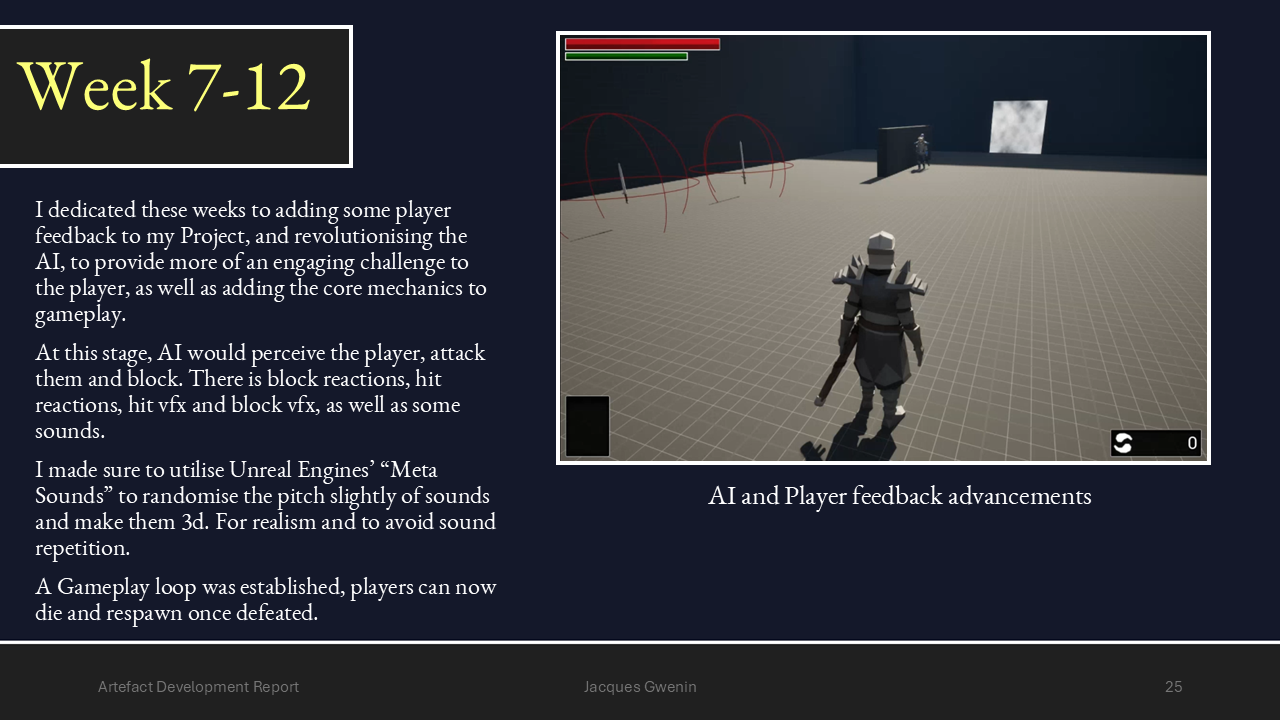 Week 7-12
I dedicated these weeks to adding some player
feedback to my Project, and revolutionising the
AI, to provide more of an engaging challenge to
the player, as well as adding the core mechanics to
gameplay.
At this stage, AI would perceive the player, attack
them and block. There is block reactions, hit
reactions, hit vfx and block vfx, as well as some
sounds.
I made sure to utilise Unreal Engines’ “Meta
Sounds” to randomise the pitch slightly of sounds
and make them 3d. For realism and to avoid sound
repetition.
A Gameplay loop was established, players can now
die and respawn once defeated.
0
AI and Player feedback advancements
Artefact Development Report
Jacques Gwenin
25